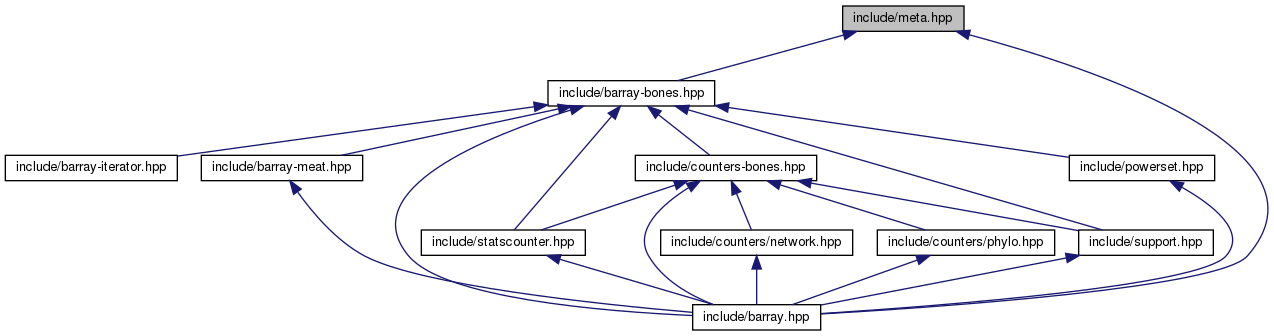 include/meta.hpp
include/barray-bones.hpp
include/barray-iterator.hpp
include/barray-meat.hpp
include/counters-bones.hpp
include/powerset.hpp
include/statscounter.hpp
include/counters/network.hpp
include/counters/phylo.hpp
include/support.hpp
include/barray.hpp